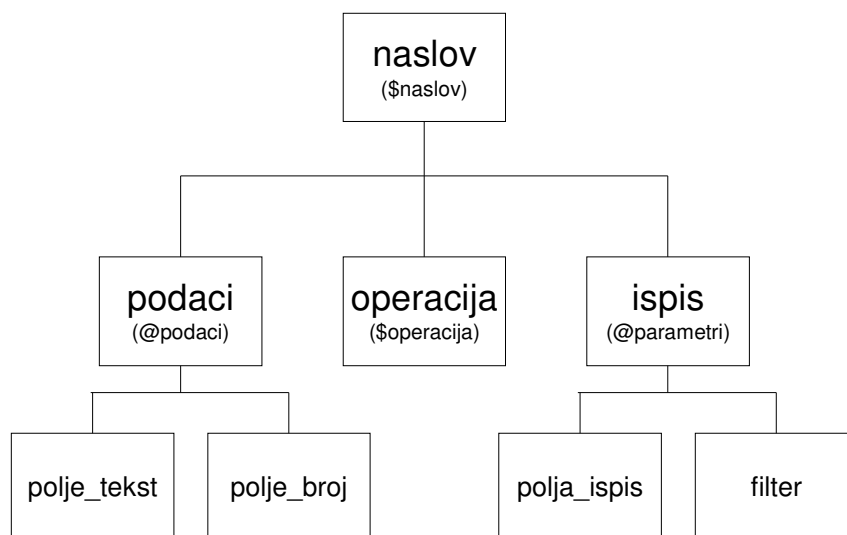 naslov
($naslov)
podaci
(@podaci)
operacija
($operacija)
ispis
(@parametri)
polje_tekst
polje_broj
polja_ispis
filter